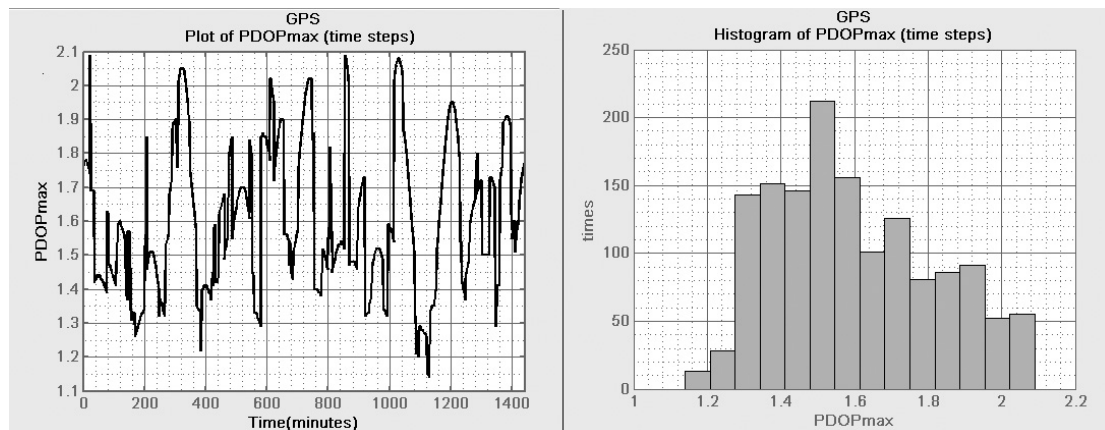 GPS
Plot of PDOPmax (time steps)
2.1
2
1.9
1.8
1.7
1.6
1.5
1.4
1.3
1.2
1.1
PDOPmax
0 200 400 600 800 1000 1200 1400
Time(minutes)
GPS
Histogram of PDOPmax (time steps)
250
200
150
100
50
0
times
1 1.2 1.4 1.6 1.8 2 2.2
PDOPmax